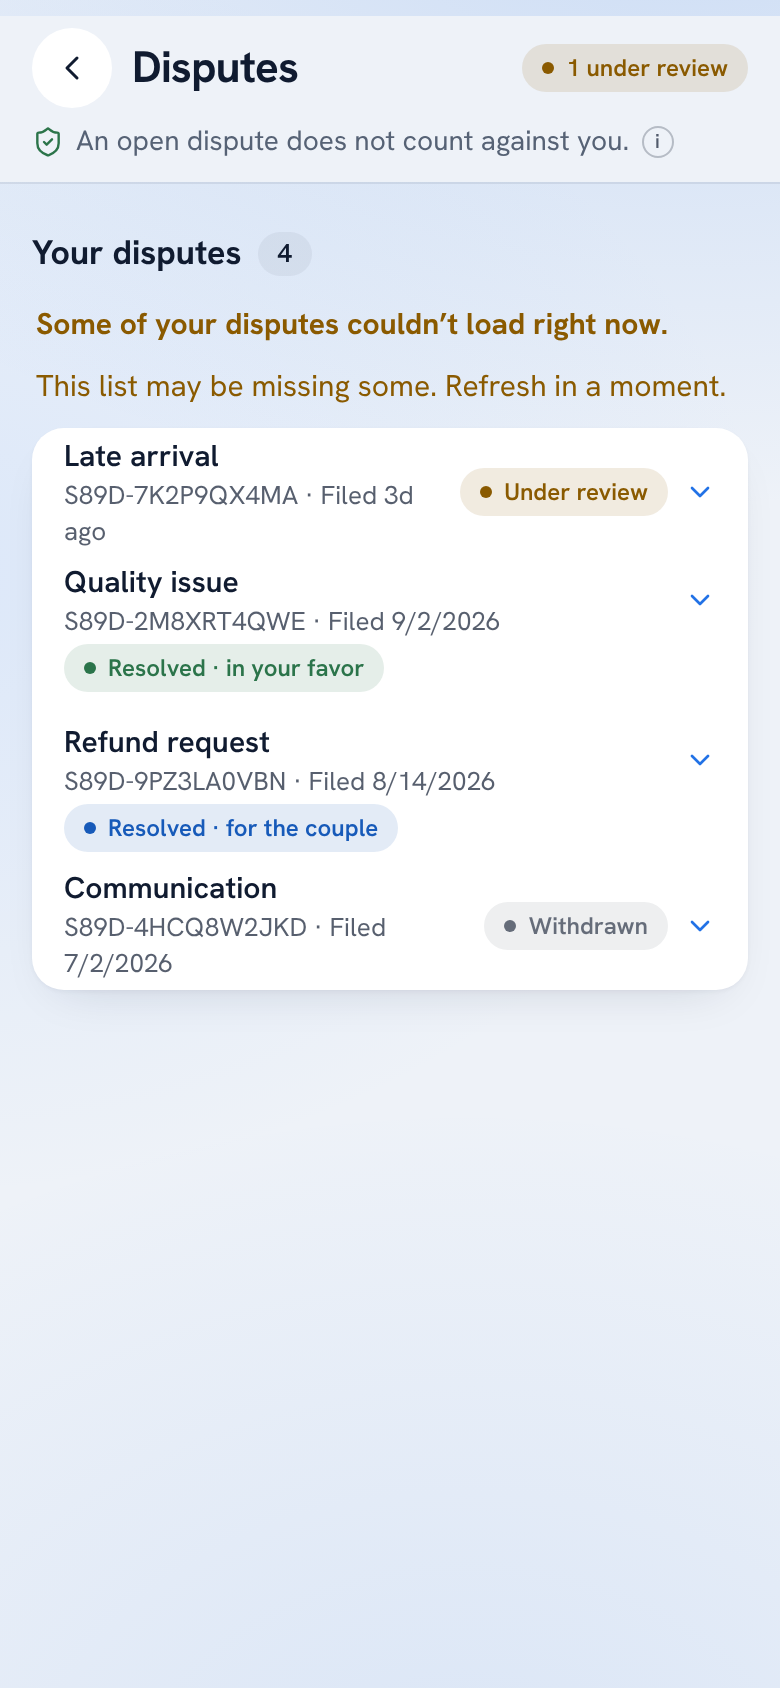 Disputes
1 under review
An open dispute does not count against you.
i
Your disputes 4
Some of your disputes couldn’t load right now.
This list may be missing some. Refresh in a moment.
Late arrival
S89D-7K2P9QX4MA · Filed 3d
ago
Under review
Quality issue
S89D-2M8XRT4QWE · Filed 9/2/2026
Resolved · in your favor
Refund request
S89D-9PZ3LA0VBN · Filed 8/14/2026
Resolved · for the couple
Communication
S89D-4HCQ8W2JKD · Filed
7/2/2026
Withdrawn